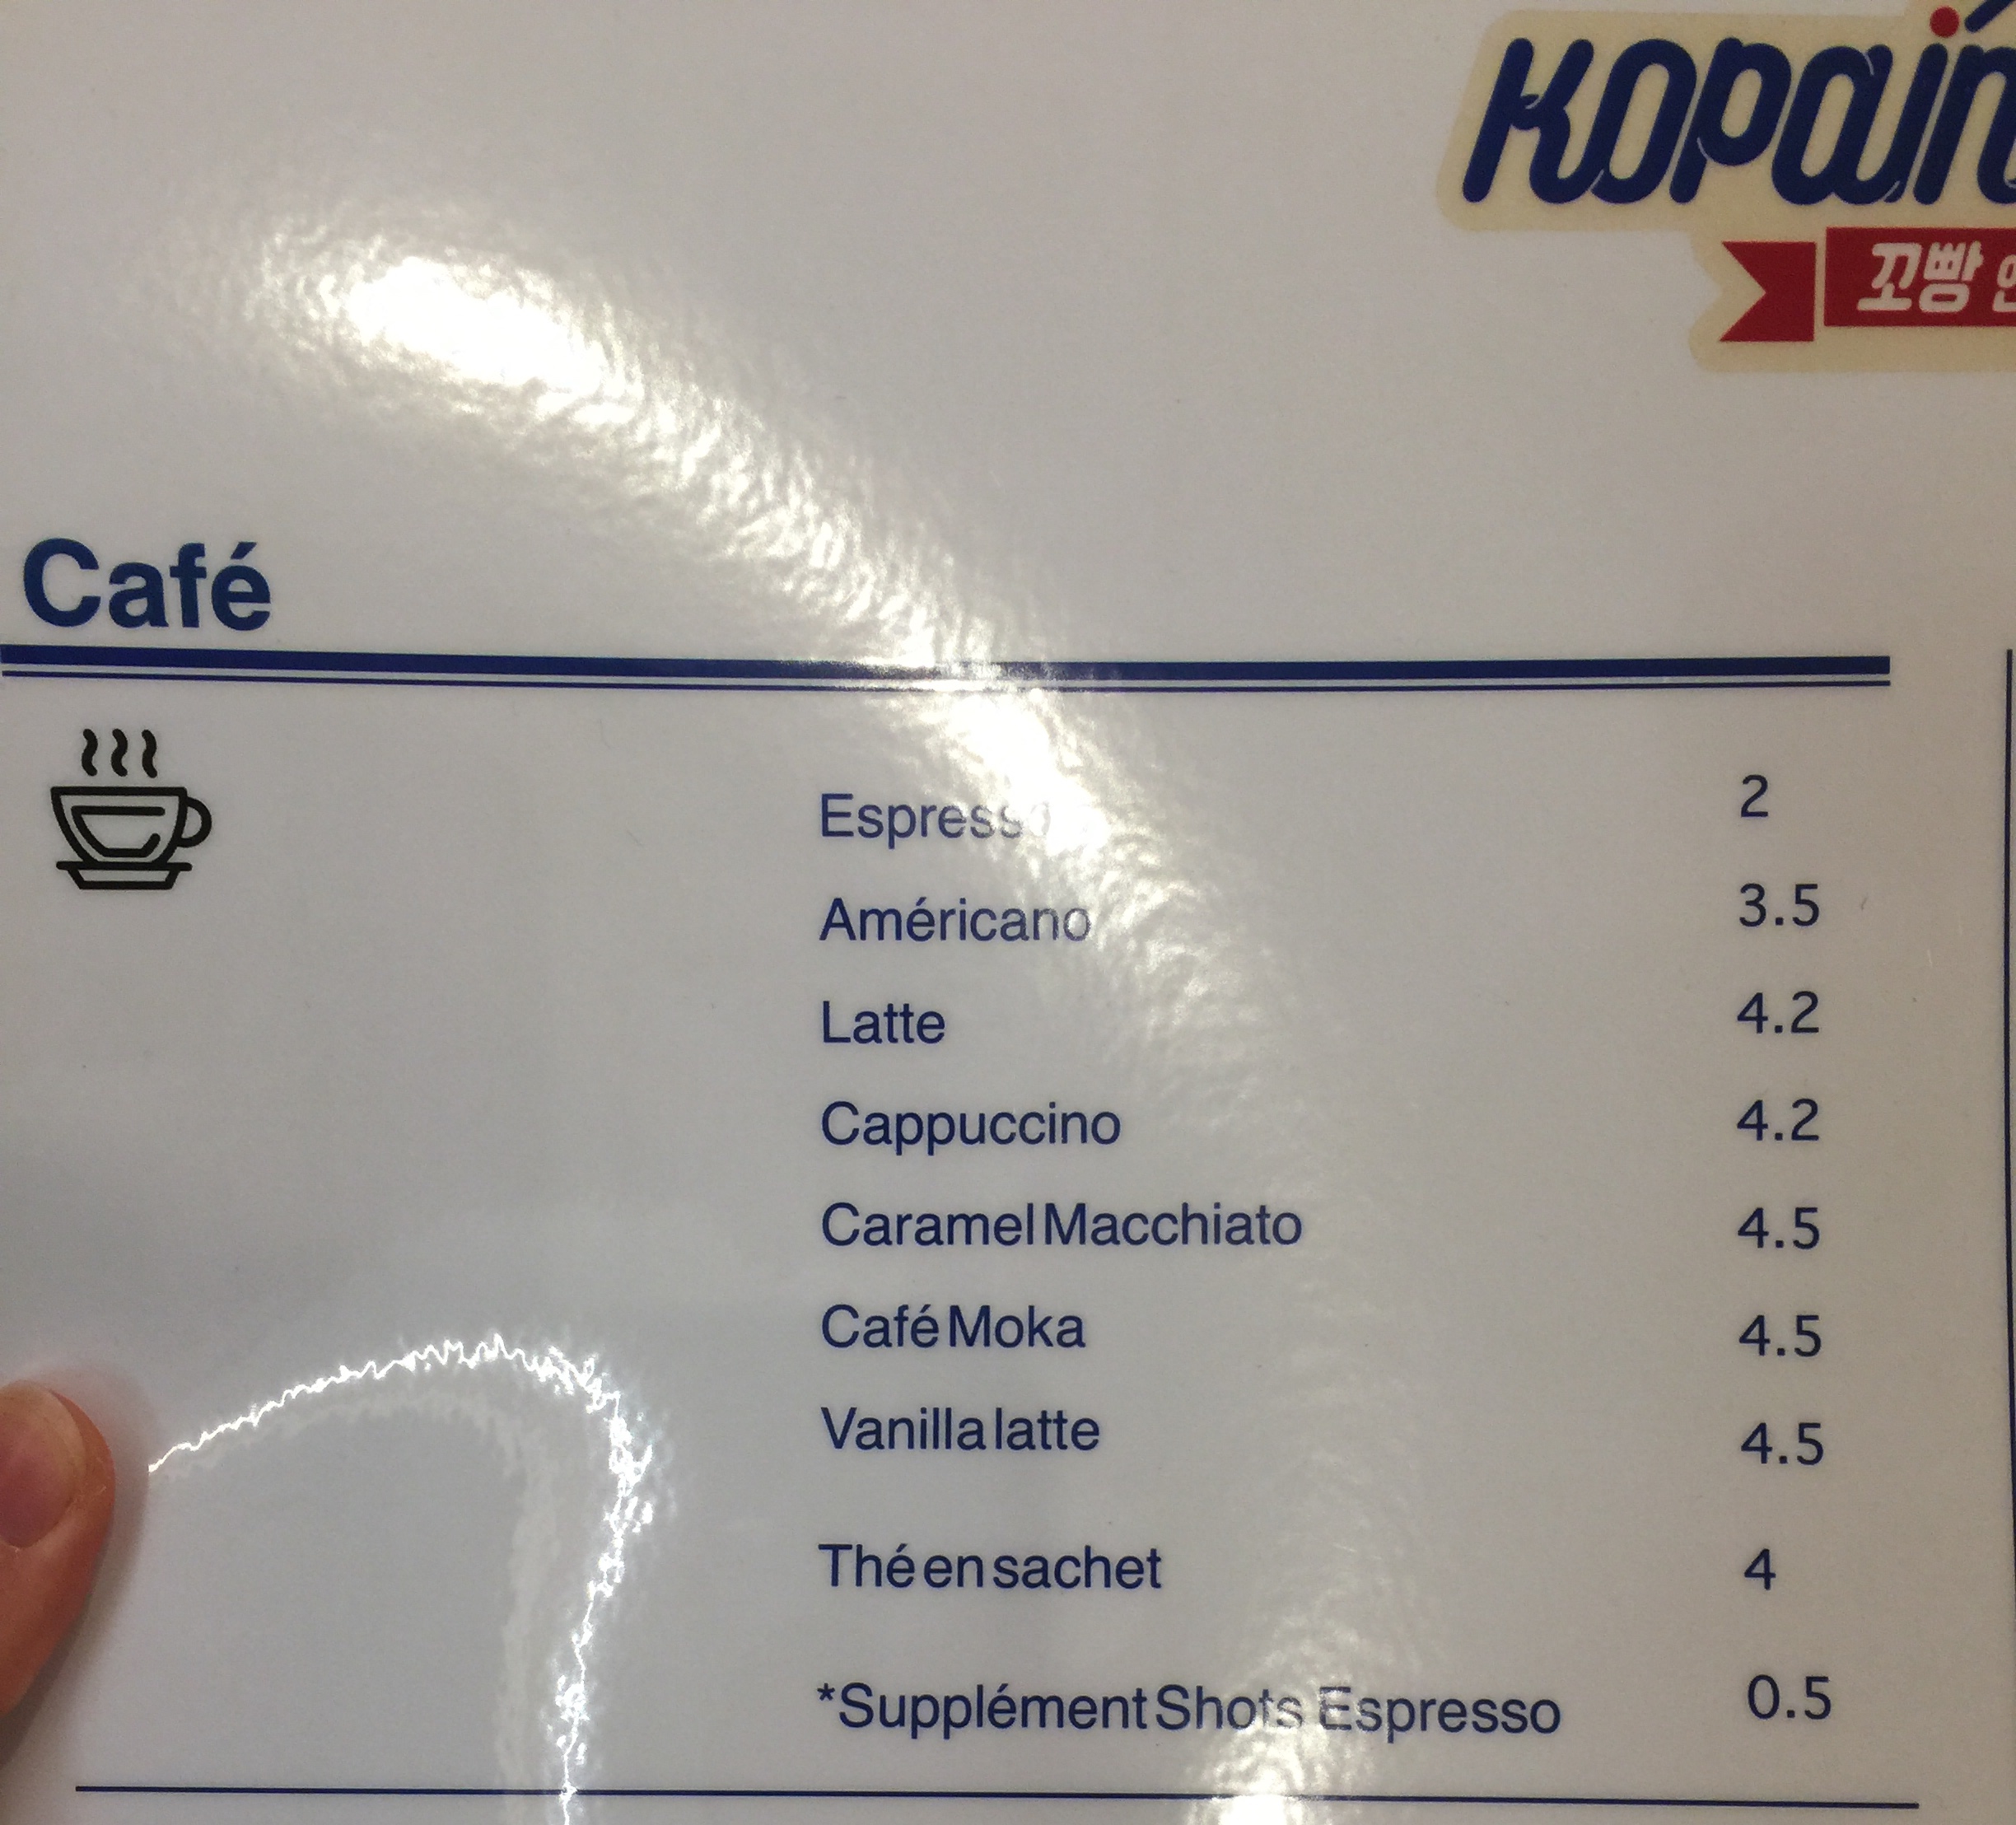 Kopain
꼬빵
Café
Espresso 2
Américano 3.5
Latte 4.2
Cappuccino 4.2
Caramel Macchiato 4.5
Café Moka 4.5
Vanilla latte 4.5
Thé en sachet 4
*Supplément Shots Espresso 0.5